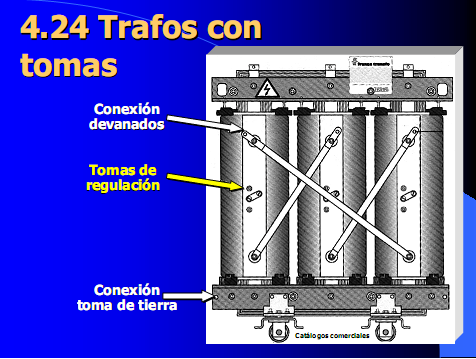 4.24 Trafos con
tomas
Conexión
devanados
Tomas de
regulación
Conexión
toma de tierra
Catálogos comerciales